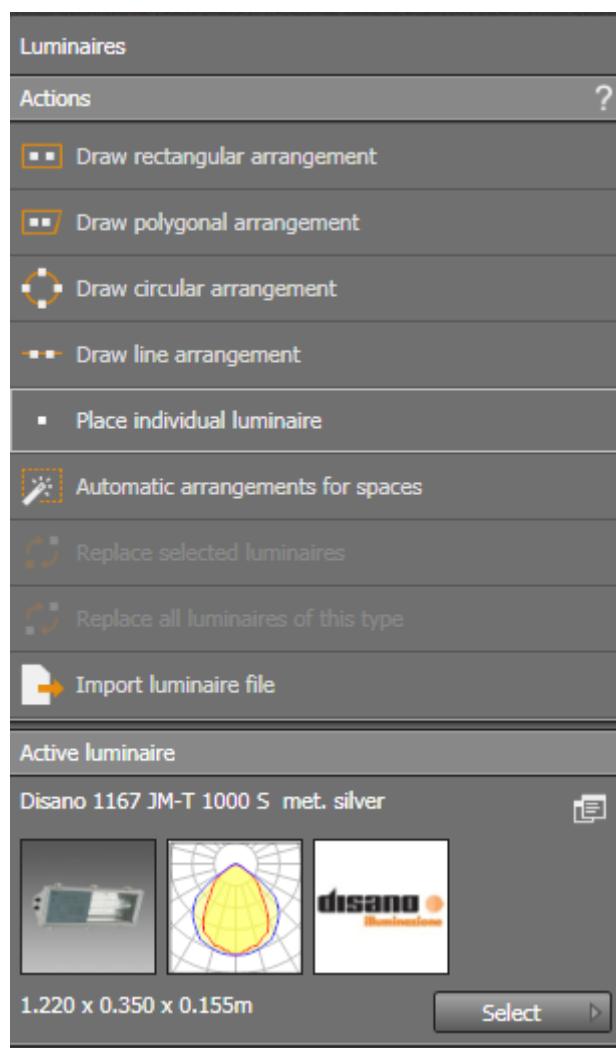 Luminaires
Actions ?
Draw rectangular arrangement
Draw polygonal arrangement
Draw circular arrangement
Draw line arrangement
Place individual luminaire
Automatic arrangements for spaces
Replace selected luminaires
Replace all luminaires of this type
Import luminaire file
Active luminaire
Disano 1167 JM-T 1000 S met. silver
disano
illuminazione
1.220 x 0.350 x 0.155m
Select